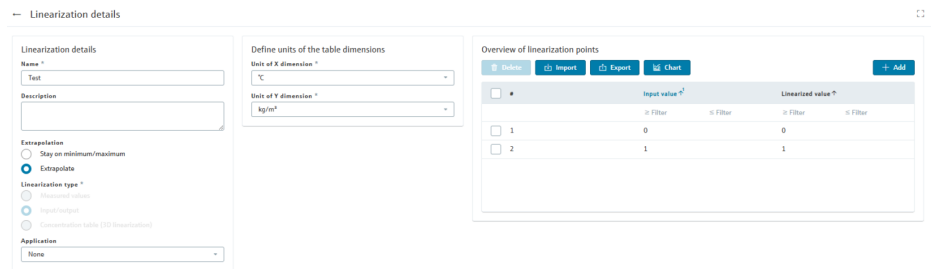 ← Linearization details
Linearization details
Name *
Test
Description
Extrapolation
Stay on minimum/maximum
Extrapolate
Linearization type *
Measured values
Input/output
Concentration table (3D linearisation)
Application
None
Define units of the table dimensions
Unit of X dimension *
°C
Unit of Y dimension *
kg/m³
Overview of linearization points
Delete Import Export Chart + Add
# Input value ↑¹ Linearized value ↑
≥ Filter ≤ Filter ≥ Filter ≤ Filter
1 0 0
2 1 1